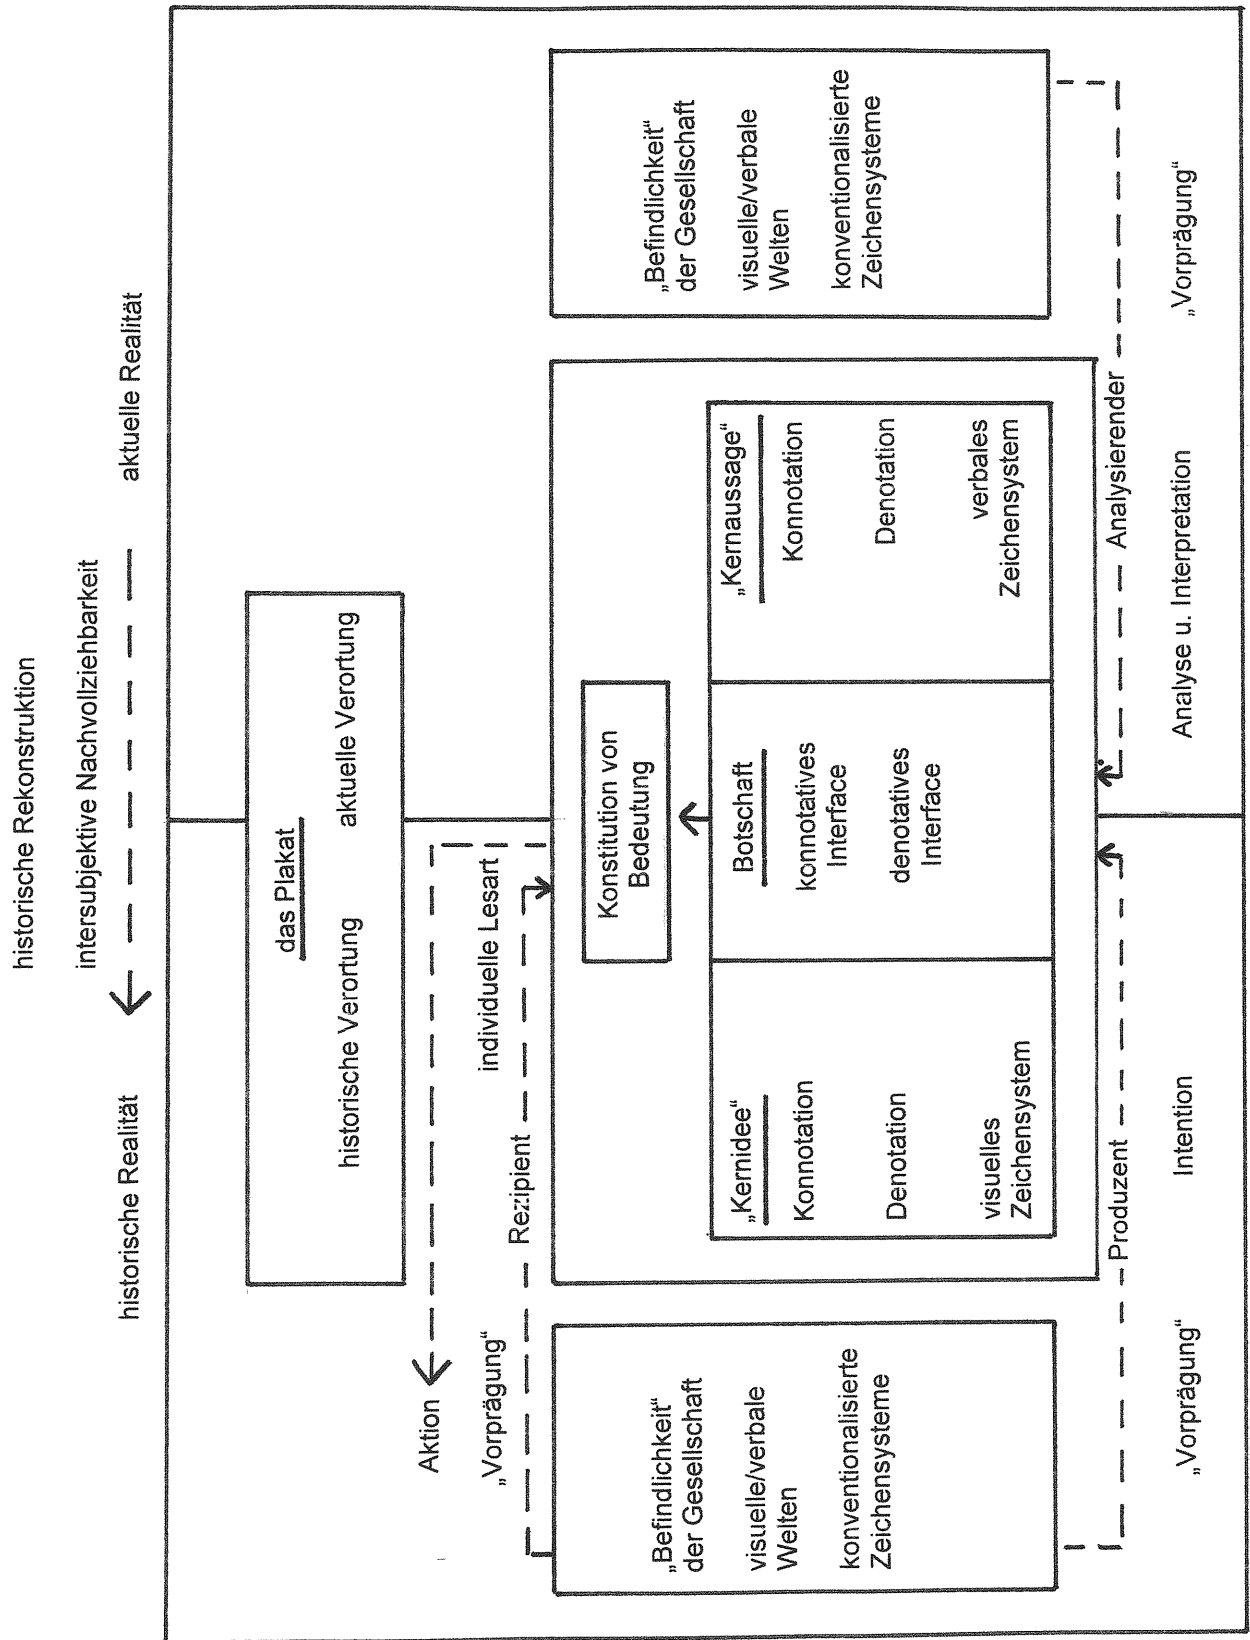 historische Rekonstruktion
intersubjektive Nachvollziehbarkeit
historische Realität
aktuelle Realität
das Plakat
historische Verortung
aktuelle Verortung
Aktion
individuelle Lesart
„Vorprägung“
Rezipient
„Befindlichkeit“
der Gesellschaft
visuelle/verbale
Welten
konventionalisierte
Zeichensysteme
Konstitution von
Bedeutung
„Kernidee“
Konnotation
Denotation
visuelles
Zeichensystem
Botschaft
konnotatives
Interface
denotatives
Interface
„Kernaussage“
Konnotation
Denotation
verbales
Zeichensystem
„Befindlichkeit“
der Gesellschaft
visuelle/verbale
Welten
konventionalisierte
Zeichensysteme
Produzent
Analysierender
„Vorprägung“
Intention
Analyse u. Interpretation
„Vorprägung“